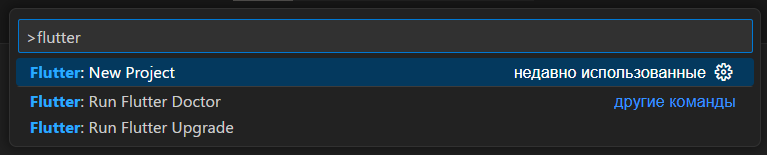 >flutter
Flutter: New Project недавно использованные
Flutter: Run Flutter Doctor другие команды
Flutter: Run Flutter Upgrade